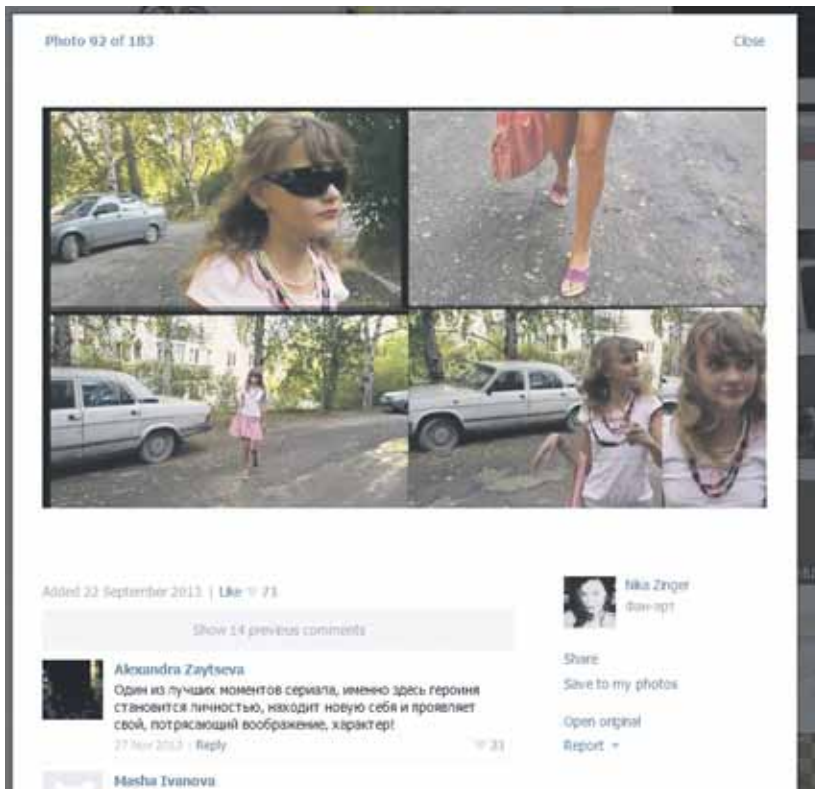 Photo 92 of 183
Close
Added 22 September 2013 | Like 71
Show 14 previous comments
Alexandra Zaytseva
Один из лучших моментов сериала, именно здесь героиня
становится личностью, находит новую себя и проявляет
свой, потрясающий воображение, характер!
27 Nov 2013 | Reply
31
Masha Ivanova
Nika Zinger
Фан-арт
Share
Save to my photos
Open original
Report